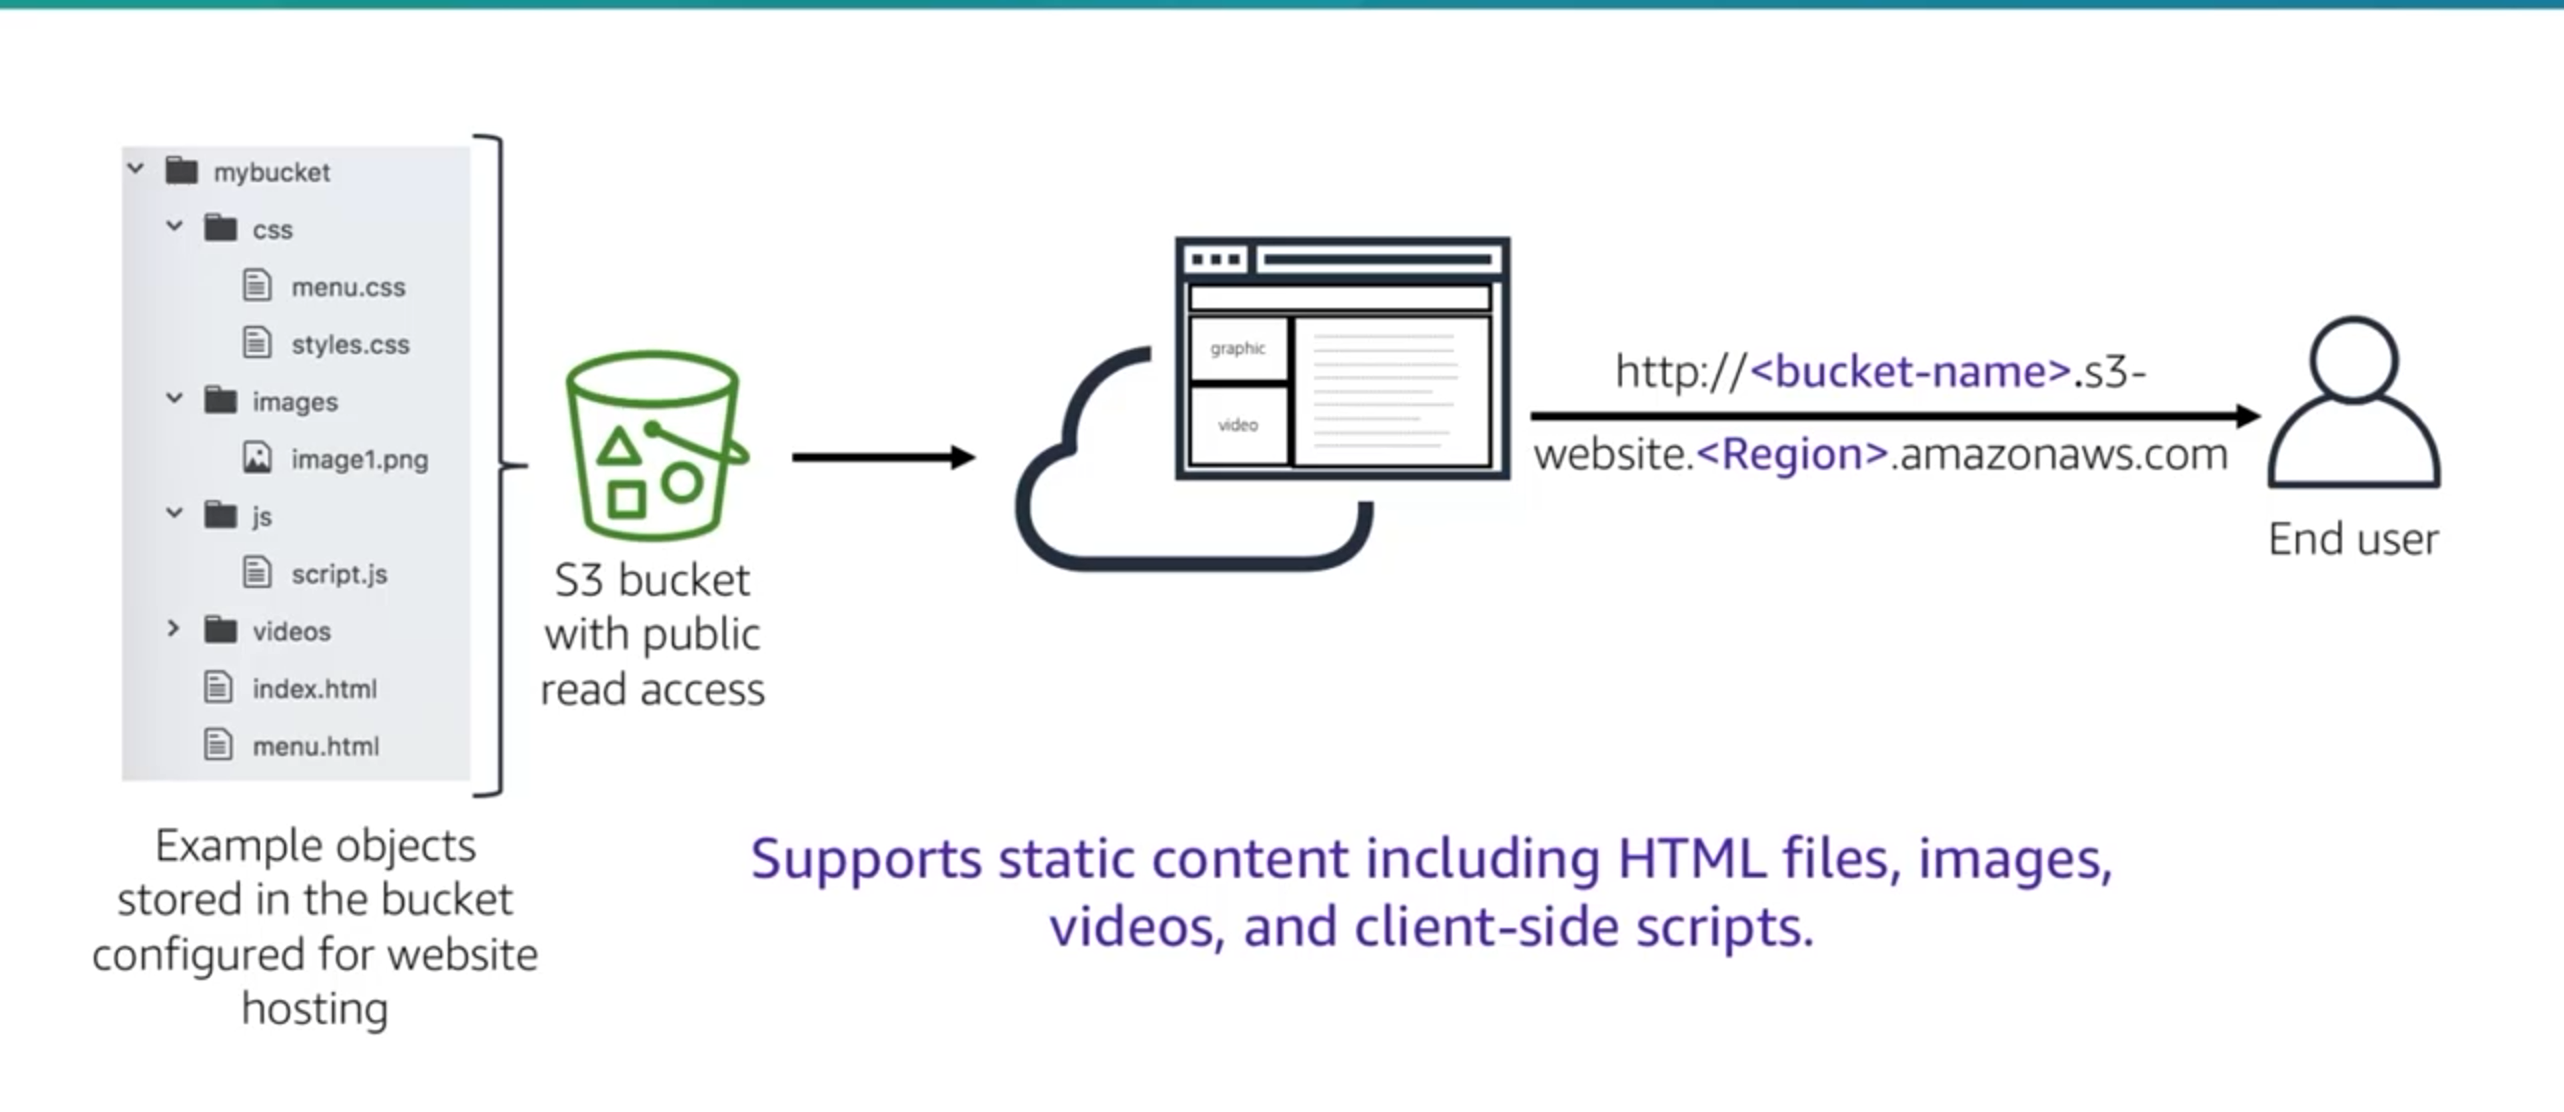 mybucket
css
menu.css
styles.css
images
image1.png
js
script.js
videos
index.html
menu.html
Example objects
stored in the bucket
configured for website
hosting
S3 bucket
with public
read access
graphic
video
http://<bucket-name>.s3-
website.<Region>.amazonaws.com
End user
Supports static content including HTML files, images,
videos, and client-side scripts.